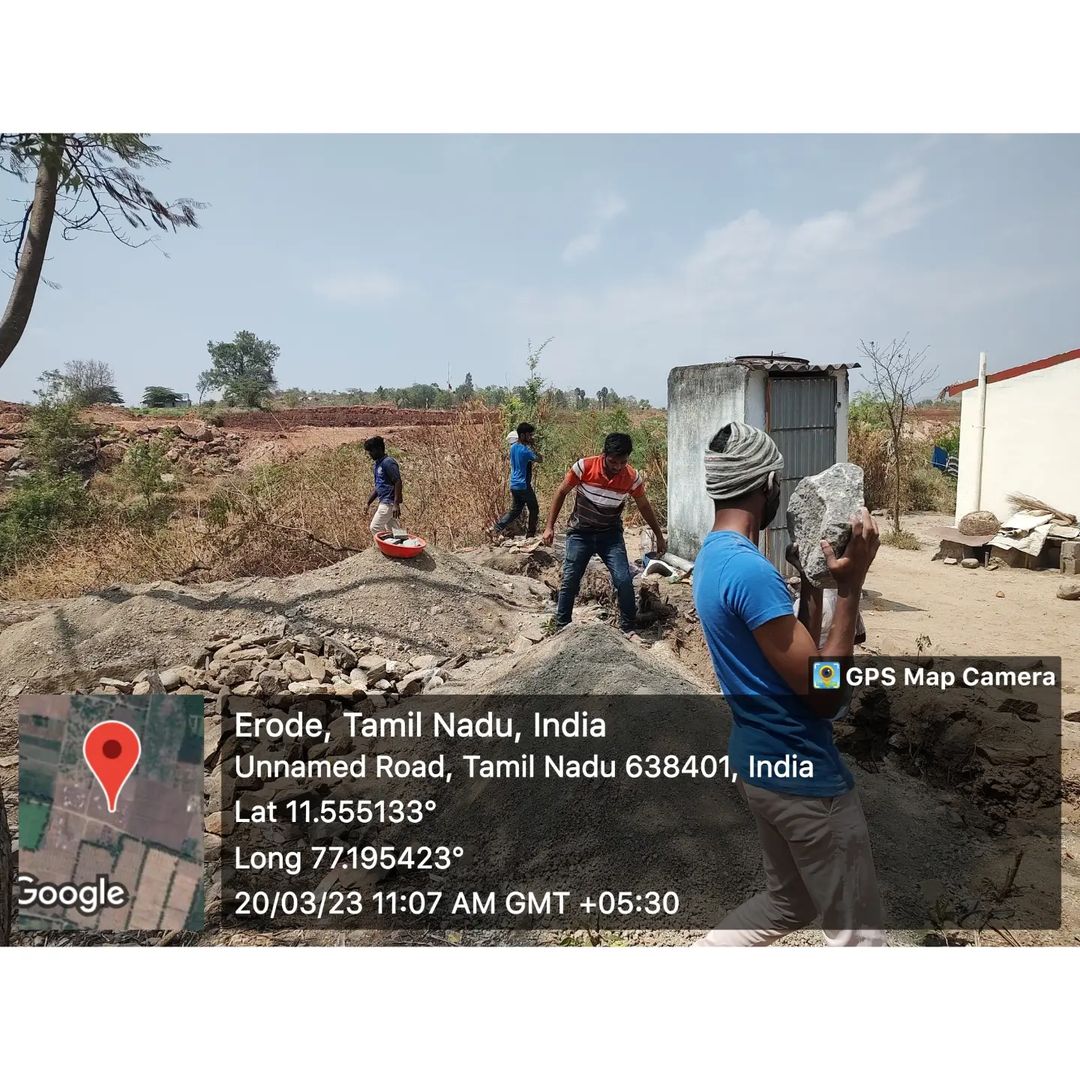 GPS Map Camera
Erode, Tamil Nadu, India
Unnamed Road, Tamil Nadu 638401, India
Lat 11.555133°
Long 77.195423°
20/03/23 11:07 AM GMT +05:30
Google